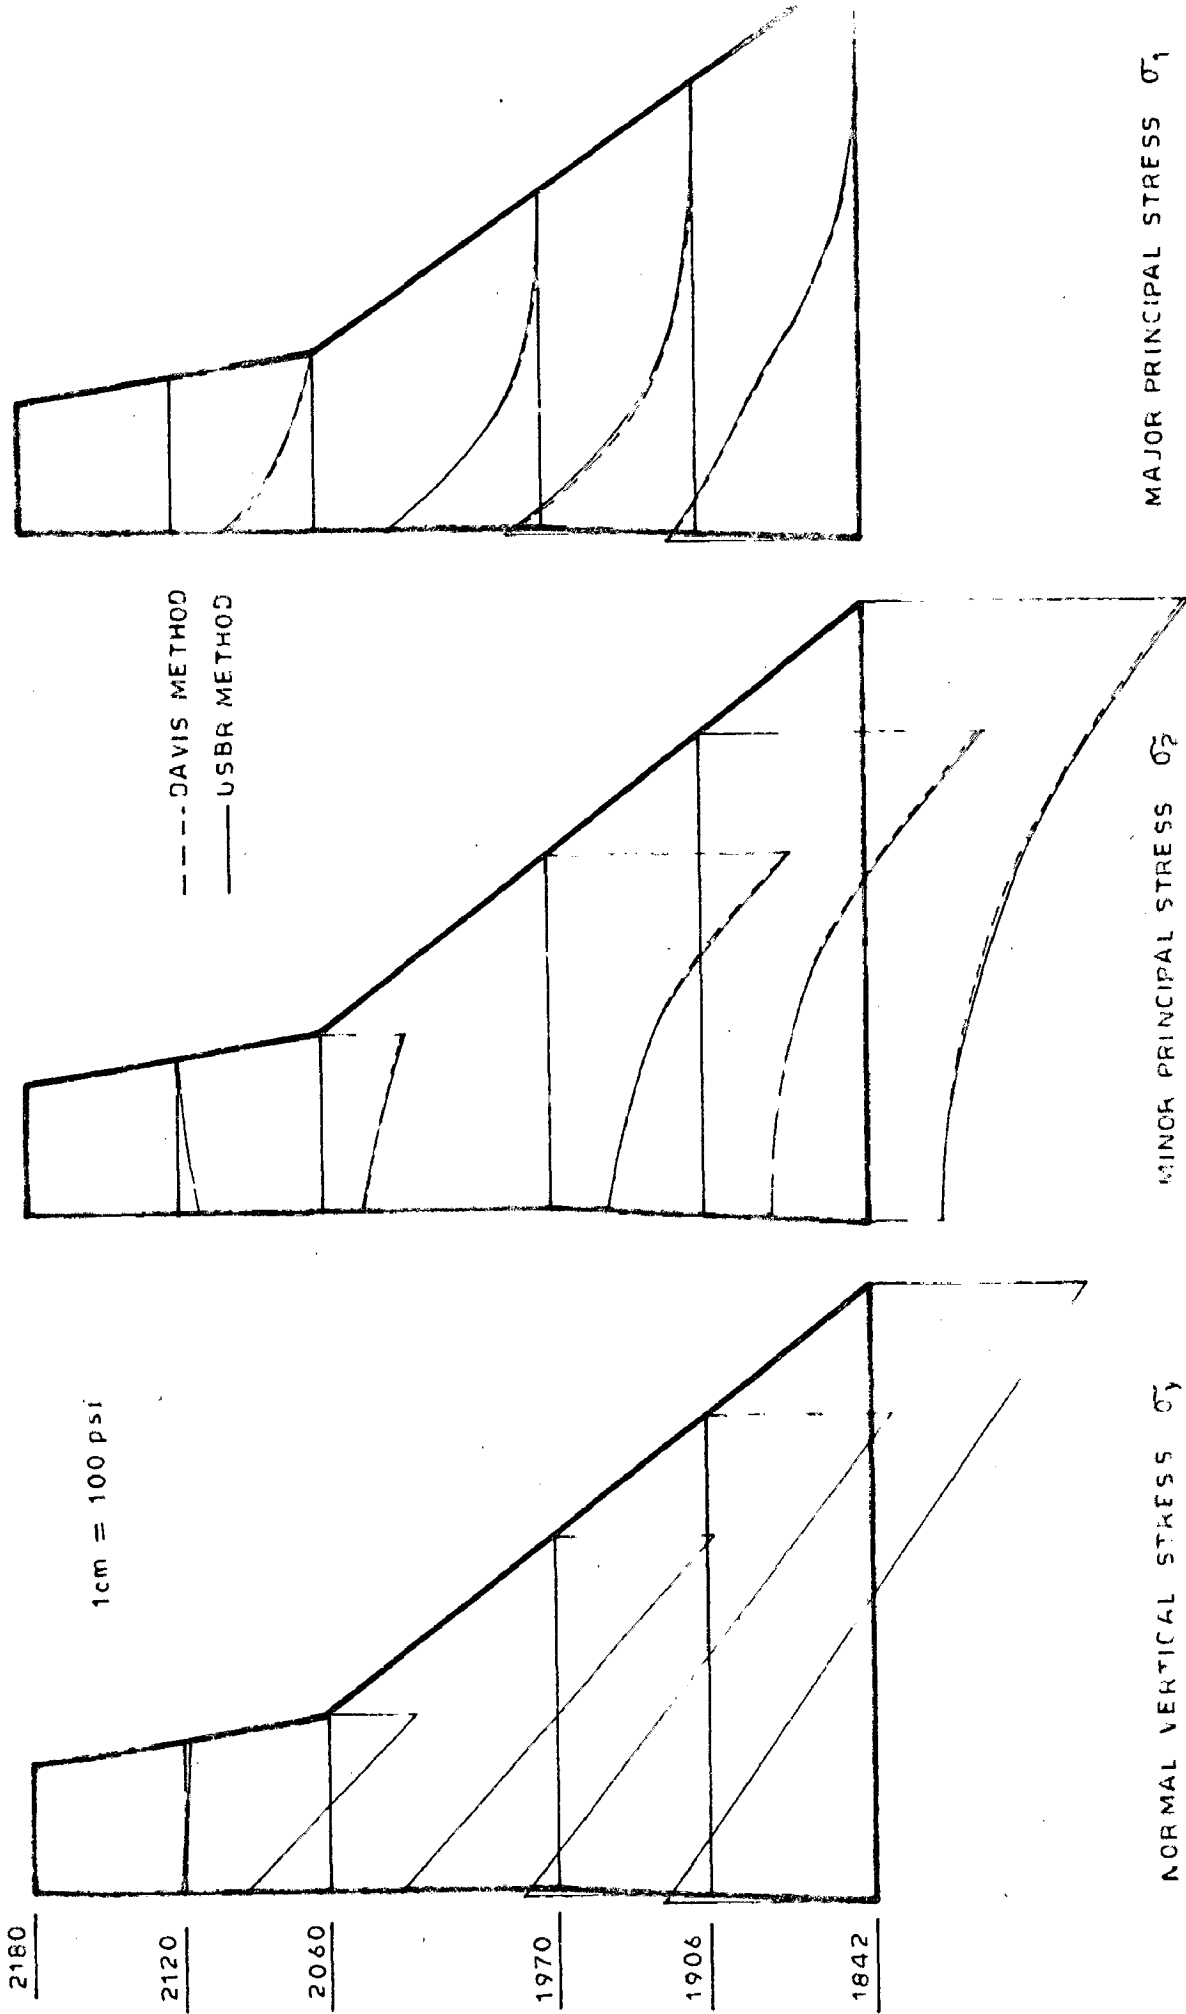 2180
2120
2060
1970
1906
1842
1cm = 100 psi
--- DAVIS METHOD
— USBR METHOD
NORMAL VERTICAL STRESS σy
MINOR PRINCIPAL STRESS σ2
MAJOR PRINCIPAL STRESS σ1